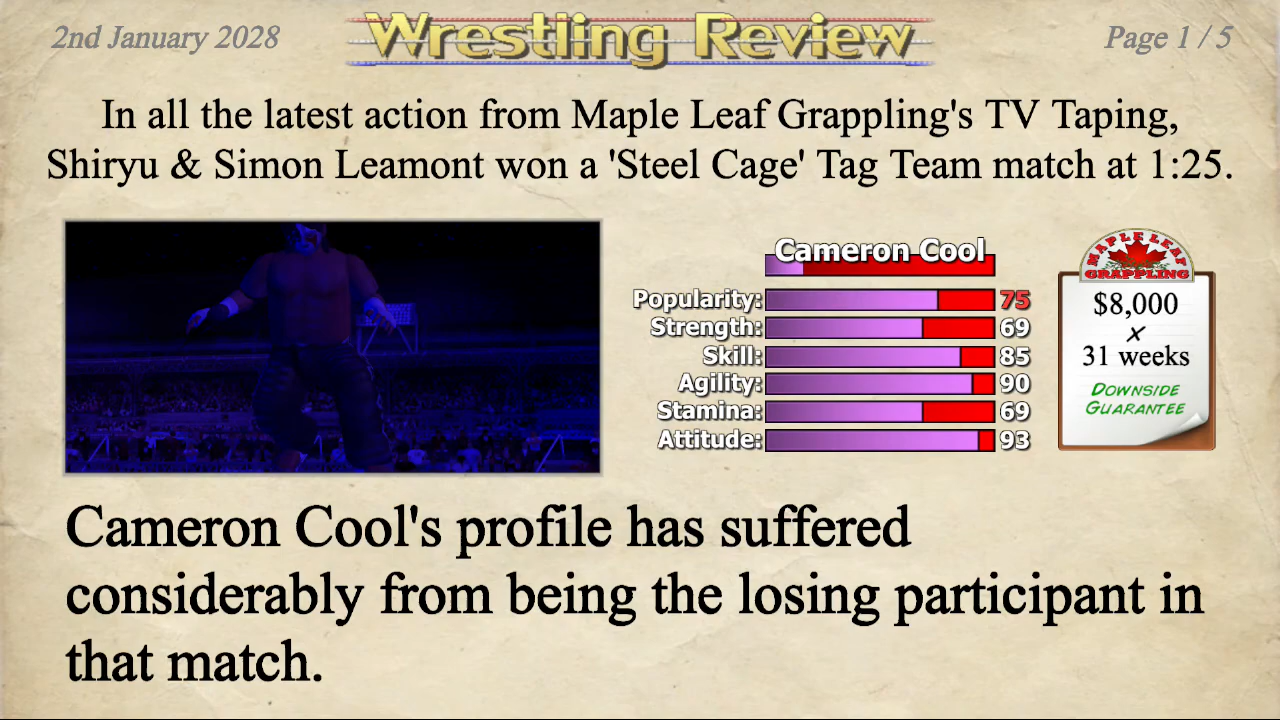 2nd January 2028
Wrestling Review
Page 1 / 5
In all the latest action from Maple Leaf Grappling's TV Taping,
Shiryu & Simon Leamont won a 'Steel Cage' Tag Team match at 1:25.
Cameron Cool
Popularity: 75
Strength: 69
Skill: 85
Agility: 90
Stamina: 69
Attitude: 93
MAPLE LEAF
GRAPPLING
$8,000
x
31 weeks
DOWNSIDE
GUARANTEE
Cameron Cool's profile has suffered
considerably from being the losing participant in
that match.